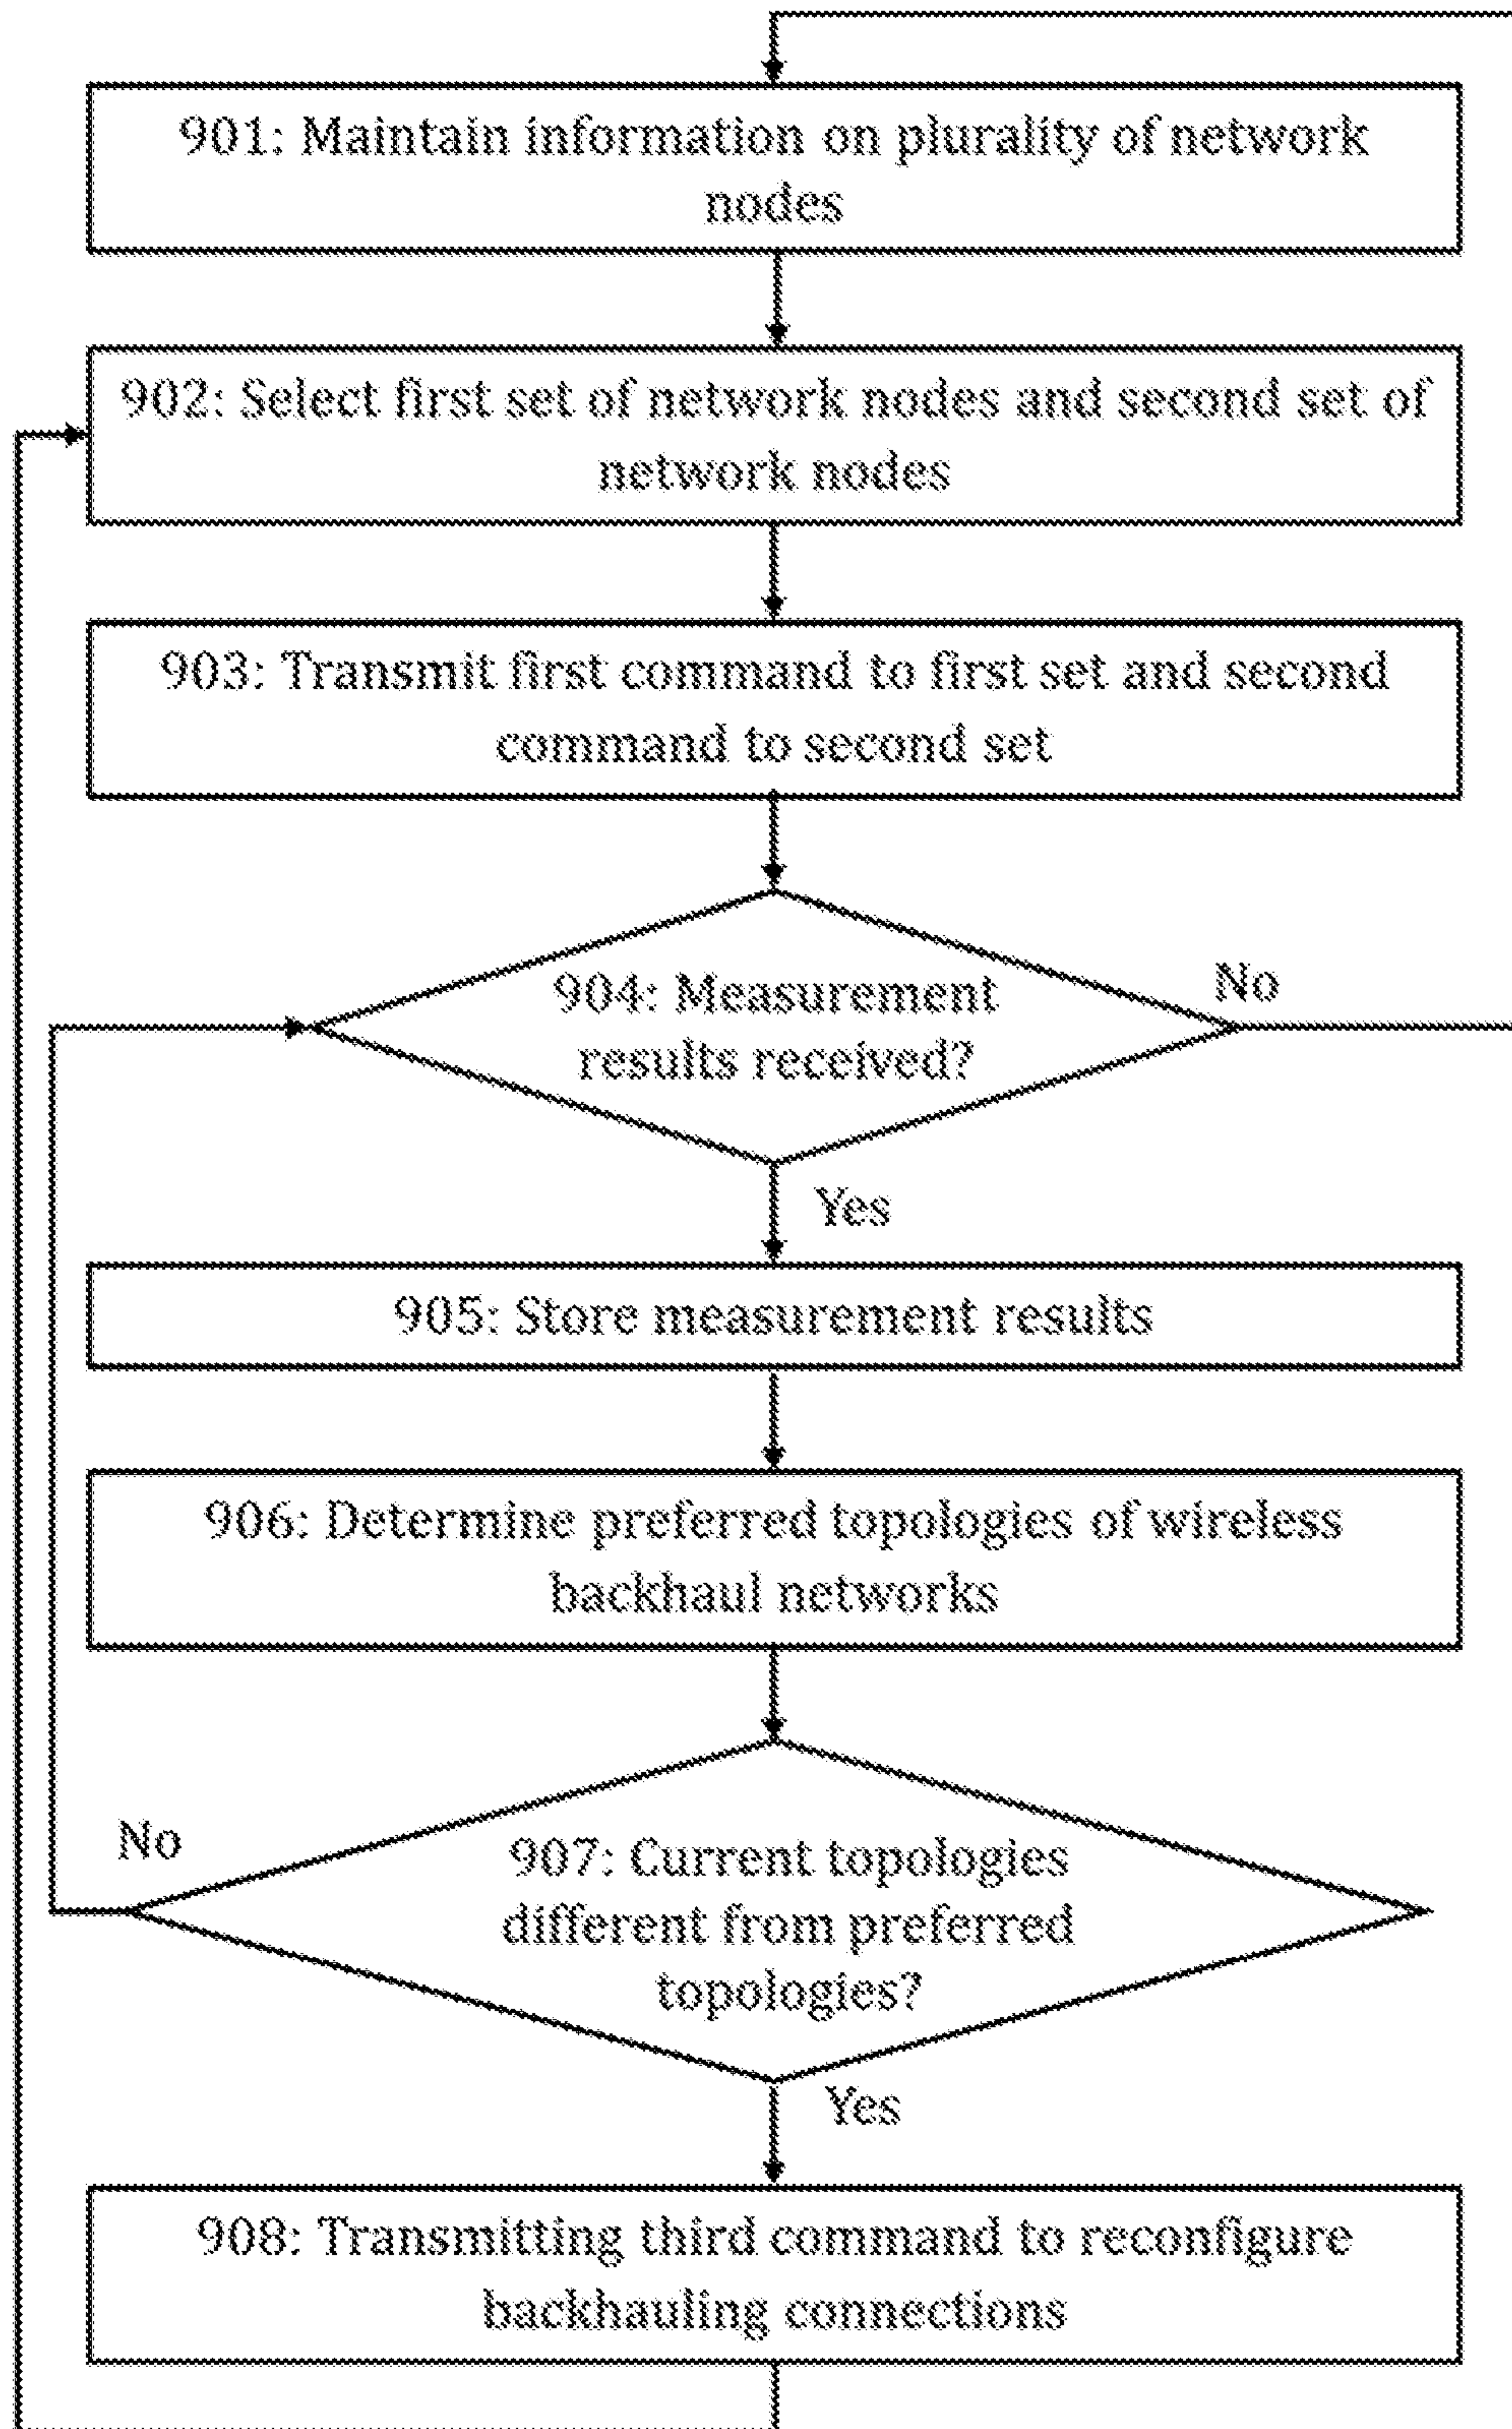 901: Maintain information on plurality of network
nodes
902: Select first set of network nodes and second set of
network nodes
903: Transmit first command to first set and second
command to second set
904: Measurement
results received?
No
Yes
905: Store measurement results
906: Determine preferred topologies of wireless
backhaul networks
No
907: Current topologies
different from preferred
topologies?
Yes
908: Transmitting third command to reconfigure
backhauling connections